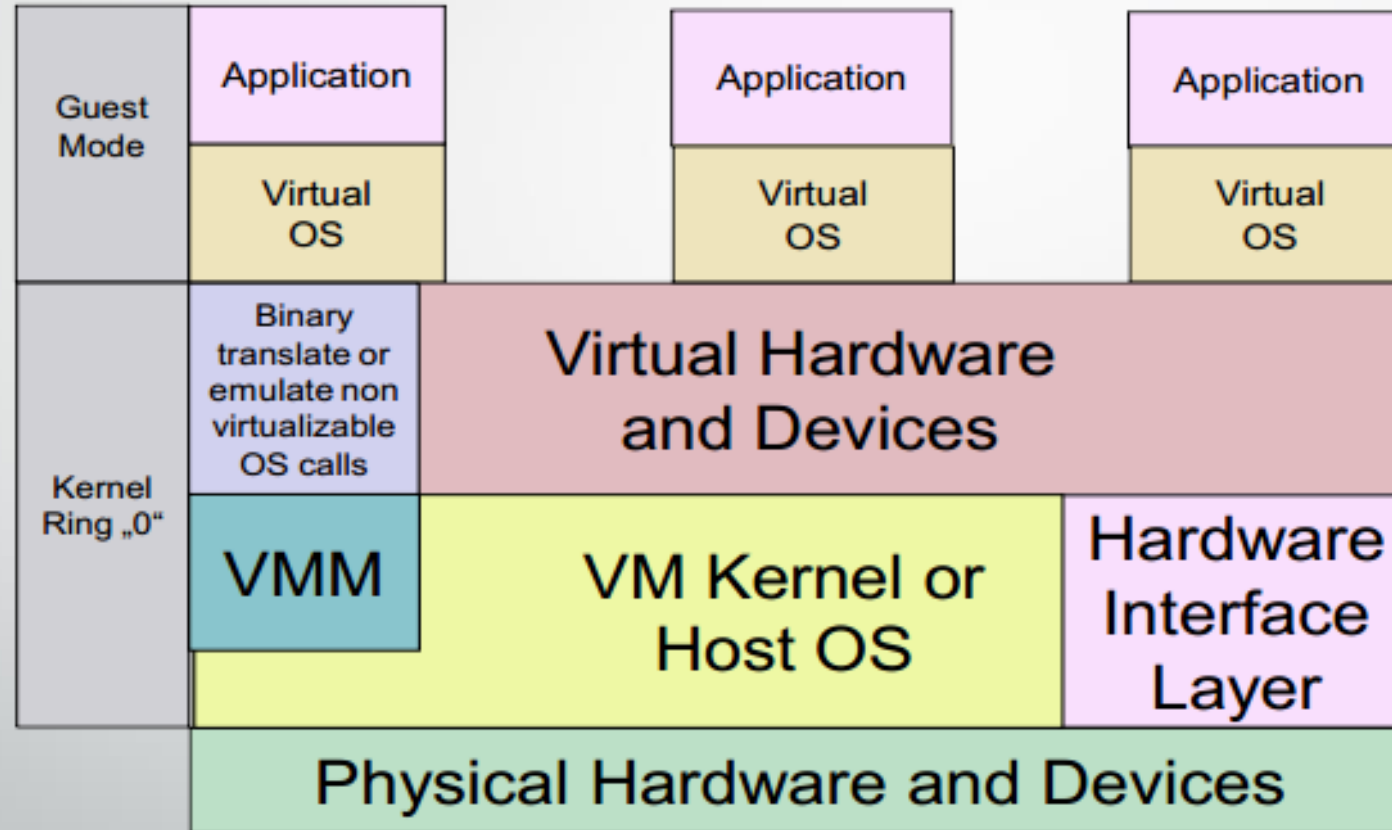 Guest
Mode
Application
Application
Application
Virtual
OS
Virtual
OS
Virtual
OS
Kernel
Ring „0“
Binary
translate or
emulate non
virtualizable
OS calls
Virtual Hardware
and Devices
VMM
VM Kernel or
Host OS
Hardware
Interface
Layer
Physical Hardware and Devices